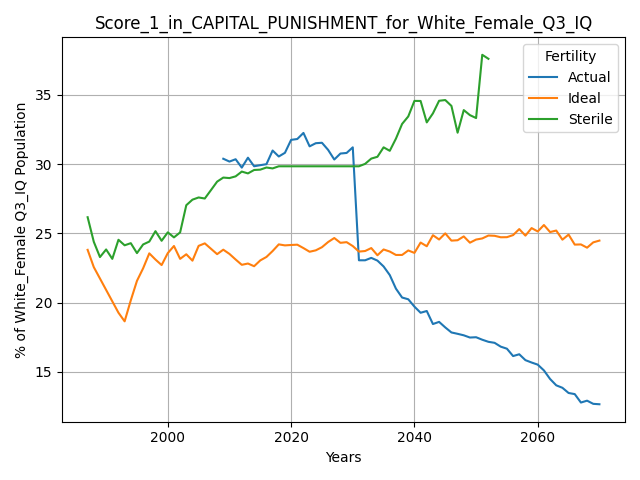 Score_1_in_CAPITAL_PUNISHMENT_for_White_Female_Q3_IQ
Fertility
Actual
Ideal
Sterile
% of White_Female Q3_IQ Population
35
30
25
20
15
2000
2020
2040
2060
Years